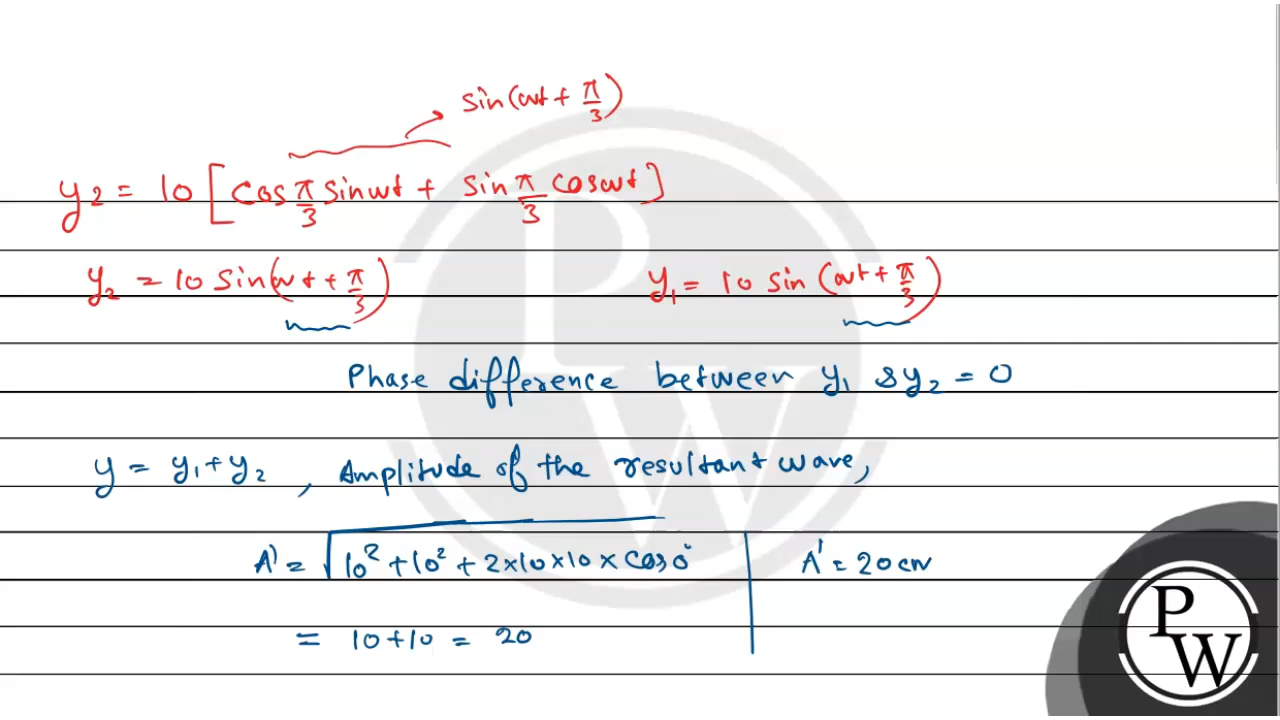 sin(ωt + π/3)
y2 = 10 [cos π/3 sinωt + sin π/3 cosωt]
y2 = 10 sin(ωt + π/3) y1 = 10 sin (ωt + π/3)
Phase difference between y1 & y2 = 0
y = y1 + y2 , Amplitude of the resultant wave,
A' = √10² + 10² + 2×10×10× cos 0° A' = 20 cm
= 10 + 10 = 20
P
W
P
W